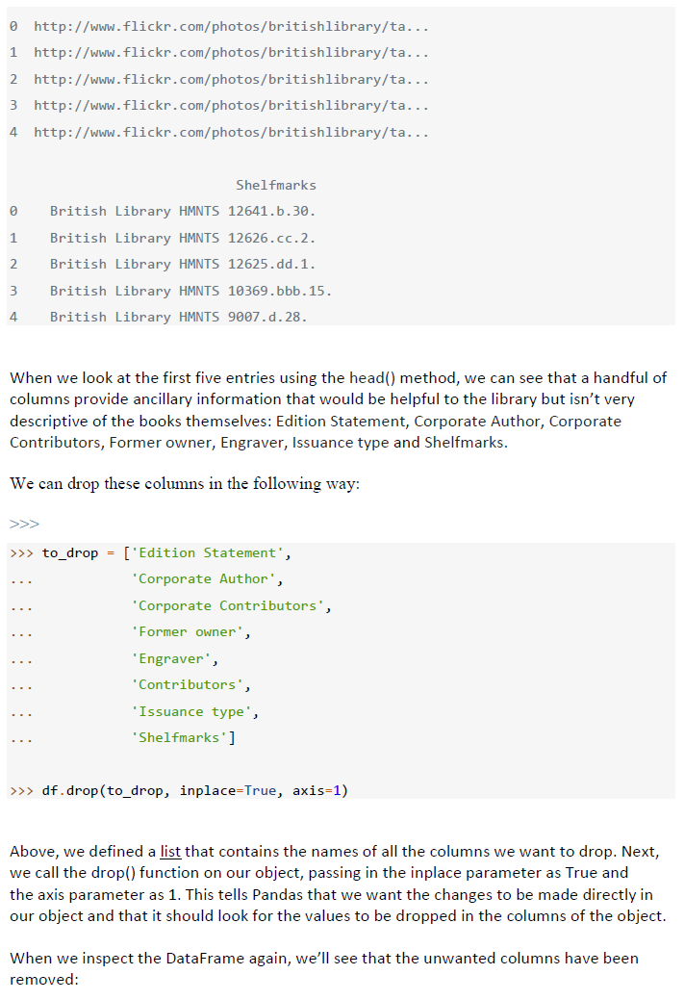 0  http://www.flickr.com/photos/britishlibrary/ta...
1  http://www.flickr.com/photos/britishlibrary/ta...
2  http://www.flickr.com/photos/britishlibrary/ta...
3  http://www.flickr.com/photos/britishlibrary/ta...
4  http://www.flickr.com/photos/britishlibrary/ta...
                            Shelfmarks
0    British Library HMNTS 12641.b.30.
1    British Library HMNTS 12626.cc.2.
2    British Library HMNTS 12625.dd.1.
3    British Library HMNTS 10369.bbb.15.
4    British Library HMNTS 9007.d.28.
When we look at the first five entries using the head() method, we can see that a handful of
columns provide ancillary information that would be helpful to the library but isn’t very
descriptive of the books themselves: Edition Statement, Corporate Author, Corporate
Contributors, Former owner, Engraver, Issuance type and Shelfmarks.
We can drop these columns in the following way:
>>>
>>> to_drop = ['Edition Statement',
...            'Corporate Author',
...            'Corporate Contributors',
...            'Former owner',
...            'Engraver',
...            'Contributors',
...            'Issuance type',
...            'Shelfmarks']
>>> df.drop(to_drop, inplace=True, axis=1)
Above, we defined a list that contains the names of all the columns we want to drop. Next,
we call the drop() function on our object, passing in the inplace parameter as True and
the axis parameter as 1. This tells Pandas that we want the changes to be made directly in
our object and that it should look for the values to be dropped in the columns of the object.
When we inspect the DataFrame again, we’ll see that the unwanted columns have been
removed: